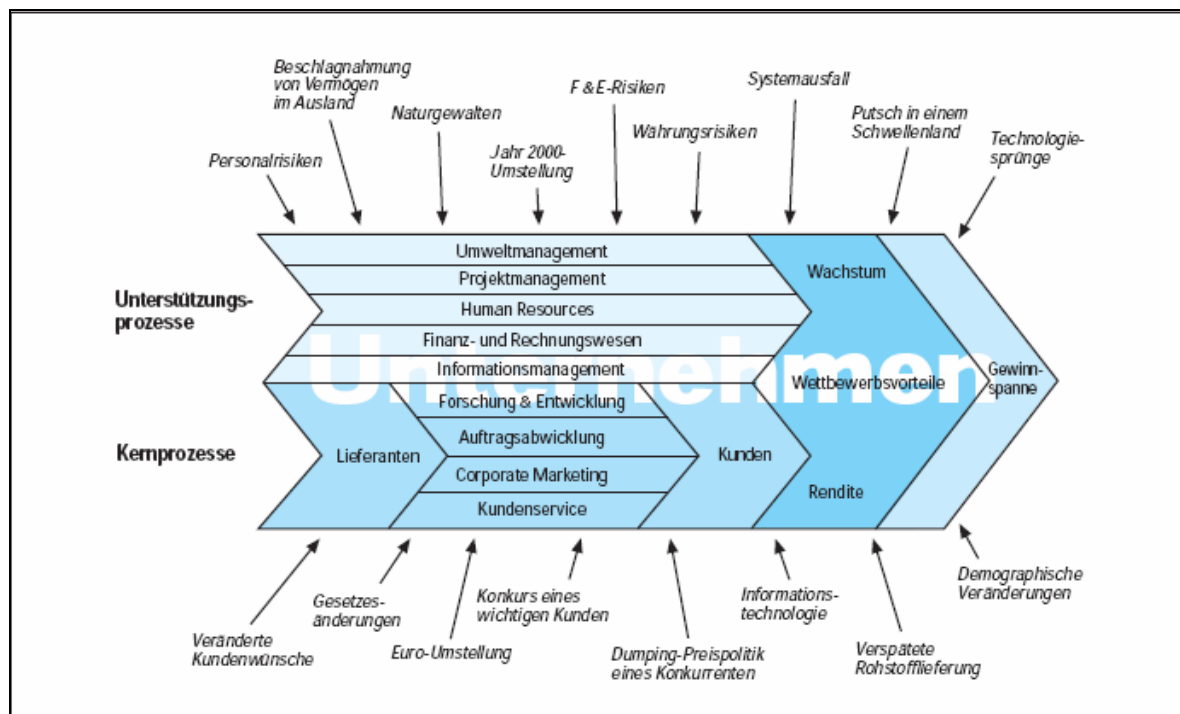 Beschlagnahmung
von Vermögen
im Ausland
Naturgewalten
F & E-Risiken
Systemausfall
Putsch in einem
Schwellenland
Personalrisiken
Jahr 2000-
Umstellung
Währungsrisiken
Technologie-
sprünge
Unterstützungs-
prozesse
Umweltmanagement
Projektmanagement
Human Resources
Finanz- und Rechnungswesen
Informationsmanagement
Unternehmen
Wachstum
Wettbewerbsvorteile
Rendite
Gewinn-
spanne
Kernprozesse
Lieferanten
Forschung & Entwicklung
Auftragsabwicklung
Corporate Marketing
Kundenservice
Kunden
Veränderte
Kundenwünsche
Gesetzes-
änderungen
Euro-Umstellung
Konkurs eines
wichtigen Kunden
Dumping-Preispolitik
eines Konkurrenten
Informations-
technologie
Verspätete
Rohstofflieferung
Demographische
Veränderungen